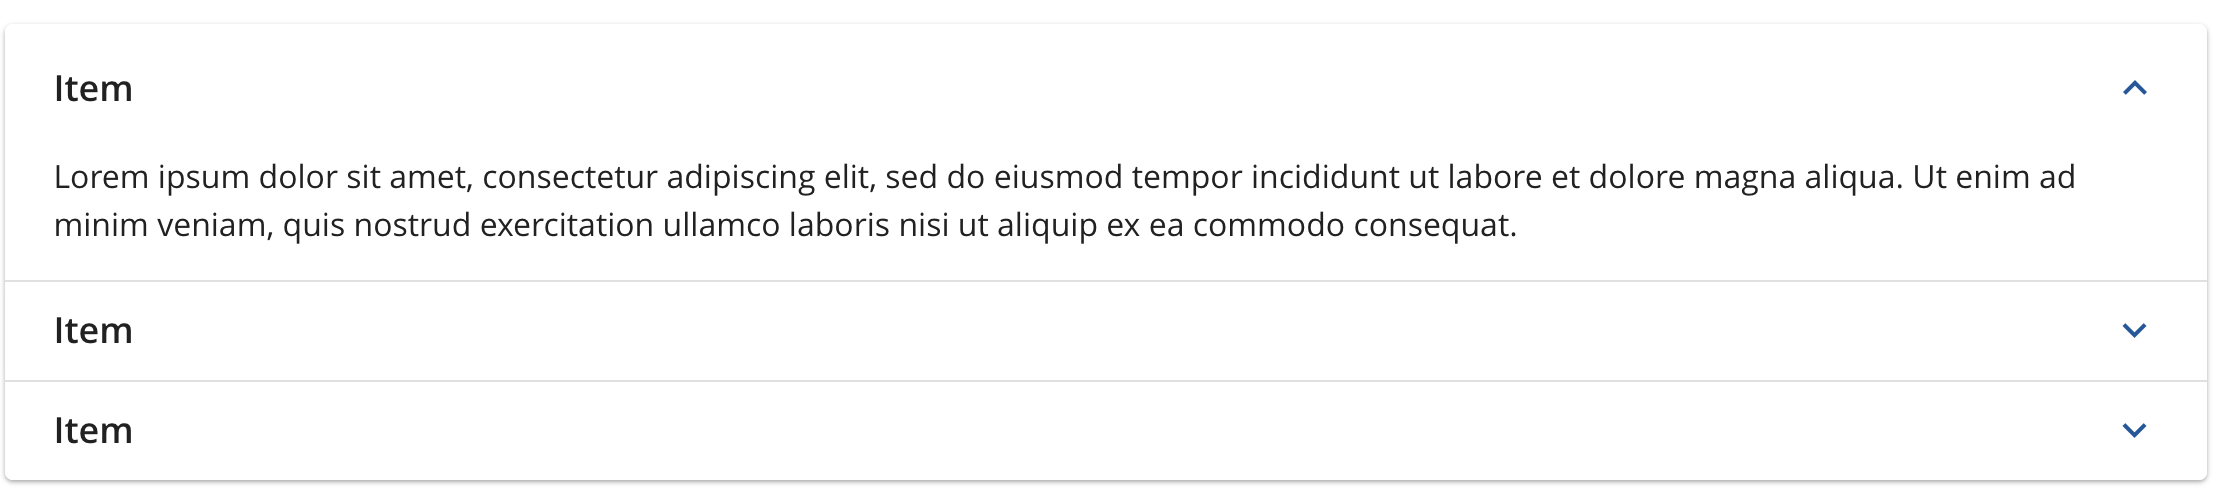 Item
Lorem ipsum dolor sit amet, consectetur adipiscing elit, sed do eiusmod tempor incididunt ut labore et dolore magna aliqua. Ut enim ad
minim veniam, quis nostrud exercitation ullamco laboris nisi ut aliquip ex ea commodo consequat.
Item
Item